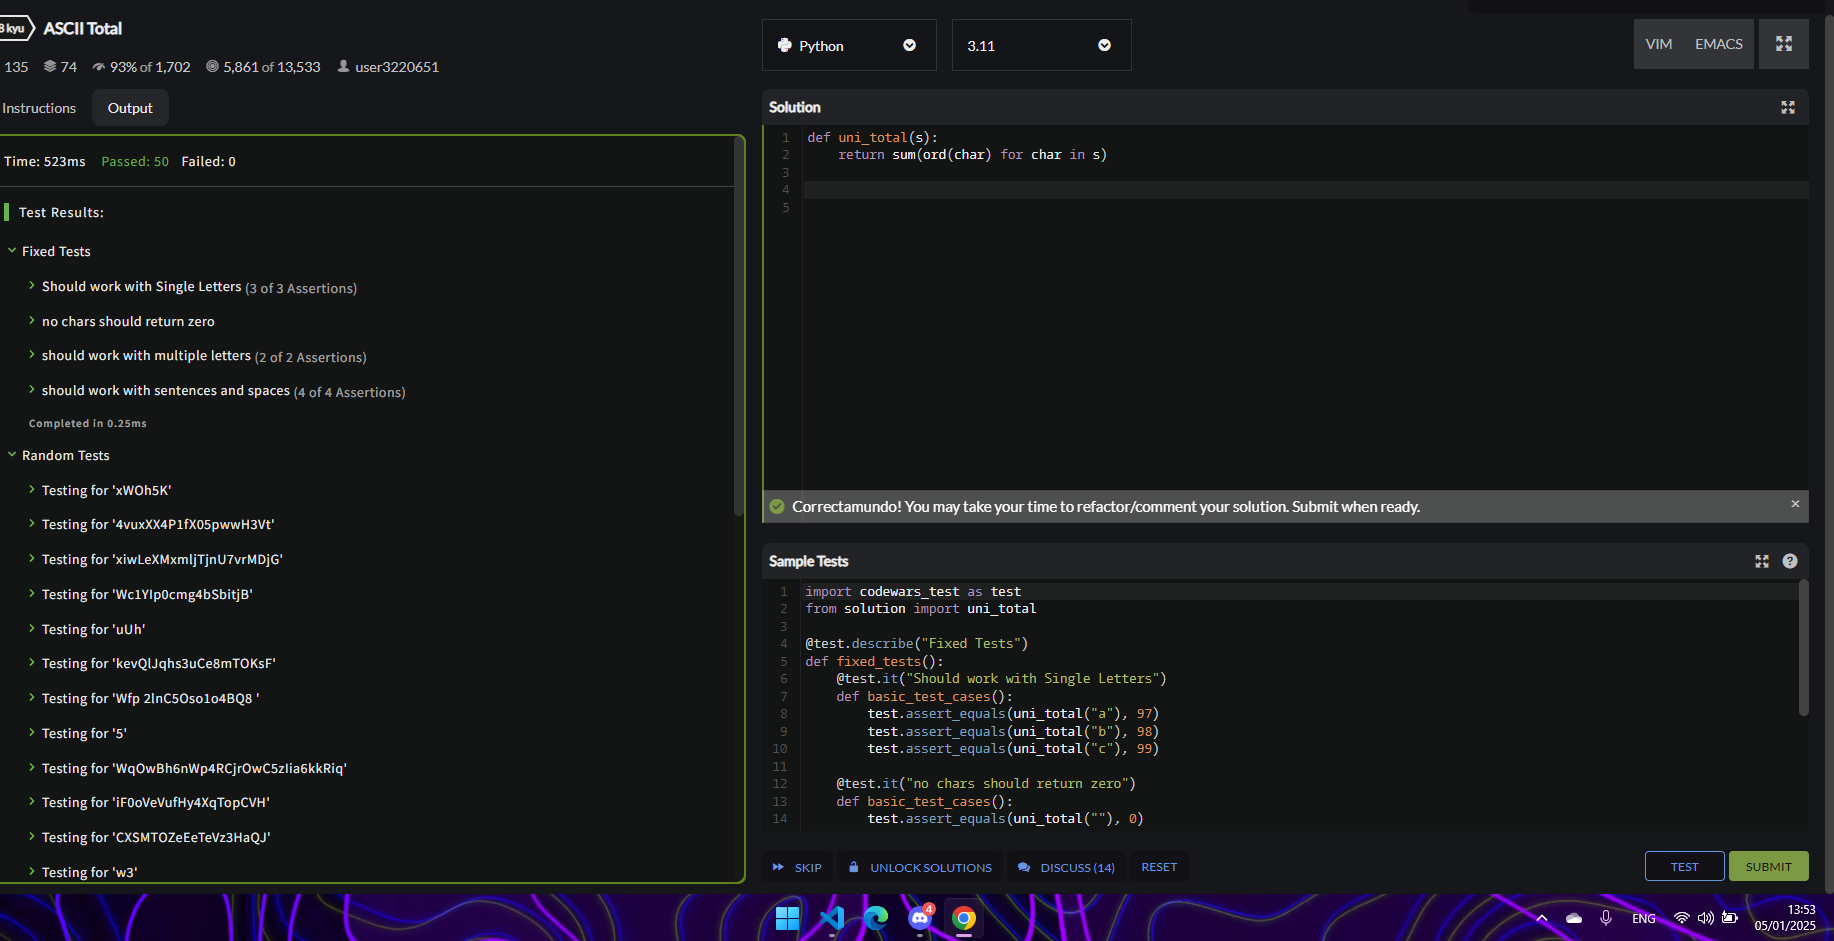 8 kyu ASCII Total
135 74 93% of 1,702 5,861 of 13,533 user3220651
Instructions Output
Time: 523ms Passed: 50 Failed: 0
Test Results:
Fixed Tests
Should work with Single Letters (3 of 3 Assertions)
no chars should return zero
should work with multiple letters (2 of 2 Assertions)
should work with sentences and spaces (4 of 4 Assertions)
Completed in 0.25ms
Random Tests
Testing for 'xWOh5K'
Testing for '4vuxXX4P1fX05pwwH3Vt'
Testing for 'xiwLeXMxmljTjnU7vrMDjG'
Testing for 'Wc1YIp0cmg4bSbitjB'
Testing for 'uUh'
Testing for 'kevQlJqhs3uCe8mTOKsF'
Testing for 'Wfp 2lnC5Oso1o4BQ8 '
Testing for '5'
Testing for 'WqOwBh6nWp4RCjrOwC5zIia6kkRiq'
Testing for 'iF0oVeVufHy4XqTopCVH'
Testing for 'CXSMTOZeEeTeVz3HaQJ'
Testing for 'w3'
Python 3.11 VIM EMACS
Solution
1 def uni_total(s):
2 return sum(ord(char) for char in s)
3
4
5
Correctamundo! You may take your time to refactor/comment your solution. Submit when ready. ×
Sample Tests ?
1 import codewars_test as test
2 from solution import uni_total
3
4 @test.describe("Fixed Tests")
5 def fixed_tests():
6 @test.it("Should work with Single Letters")
7 def basic_test_cases():
8 test.assert_equals(uni_total("a"), 97)
9 test.assert_equals(uni_total("b"), 98)
10 test.assert_equals(uni_total("c"), 99)
11
12 @test.it("no chars should return zero")
13 def basic_test_cases():
14 test.assert_equals(uni_total(""), 0)
SKIP UNLOCK SOLUTIONS DISCUSS (14) RESET TEST SUBMIT
4 ENG 13:53
05/01/2025